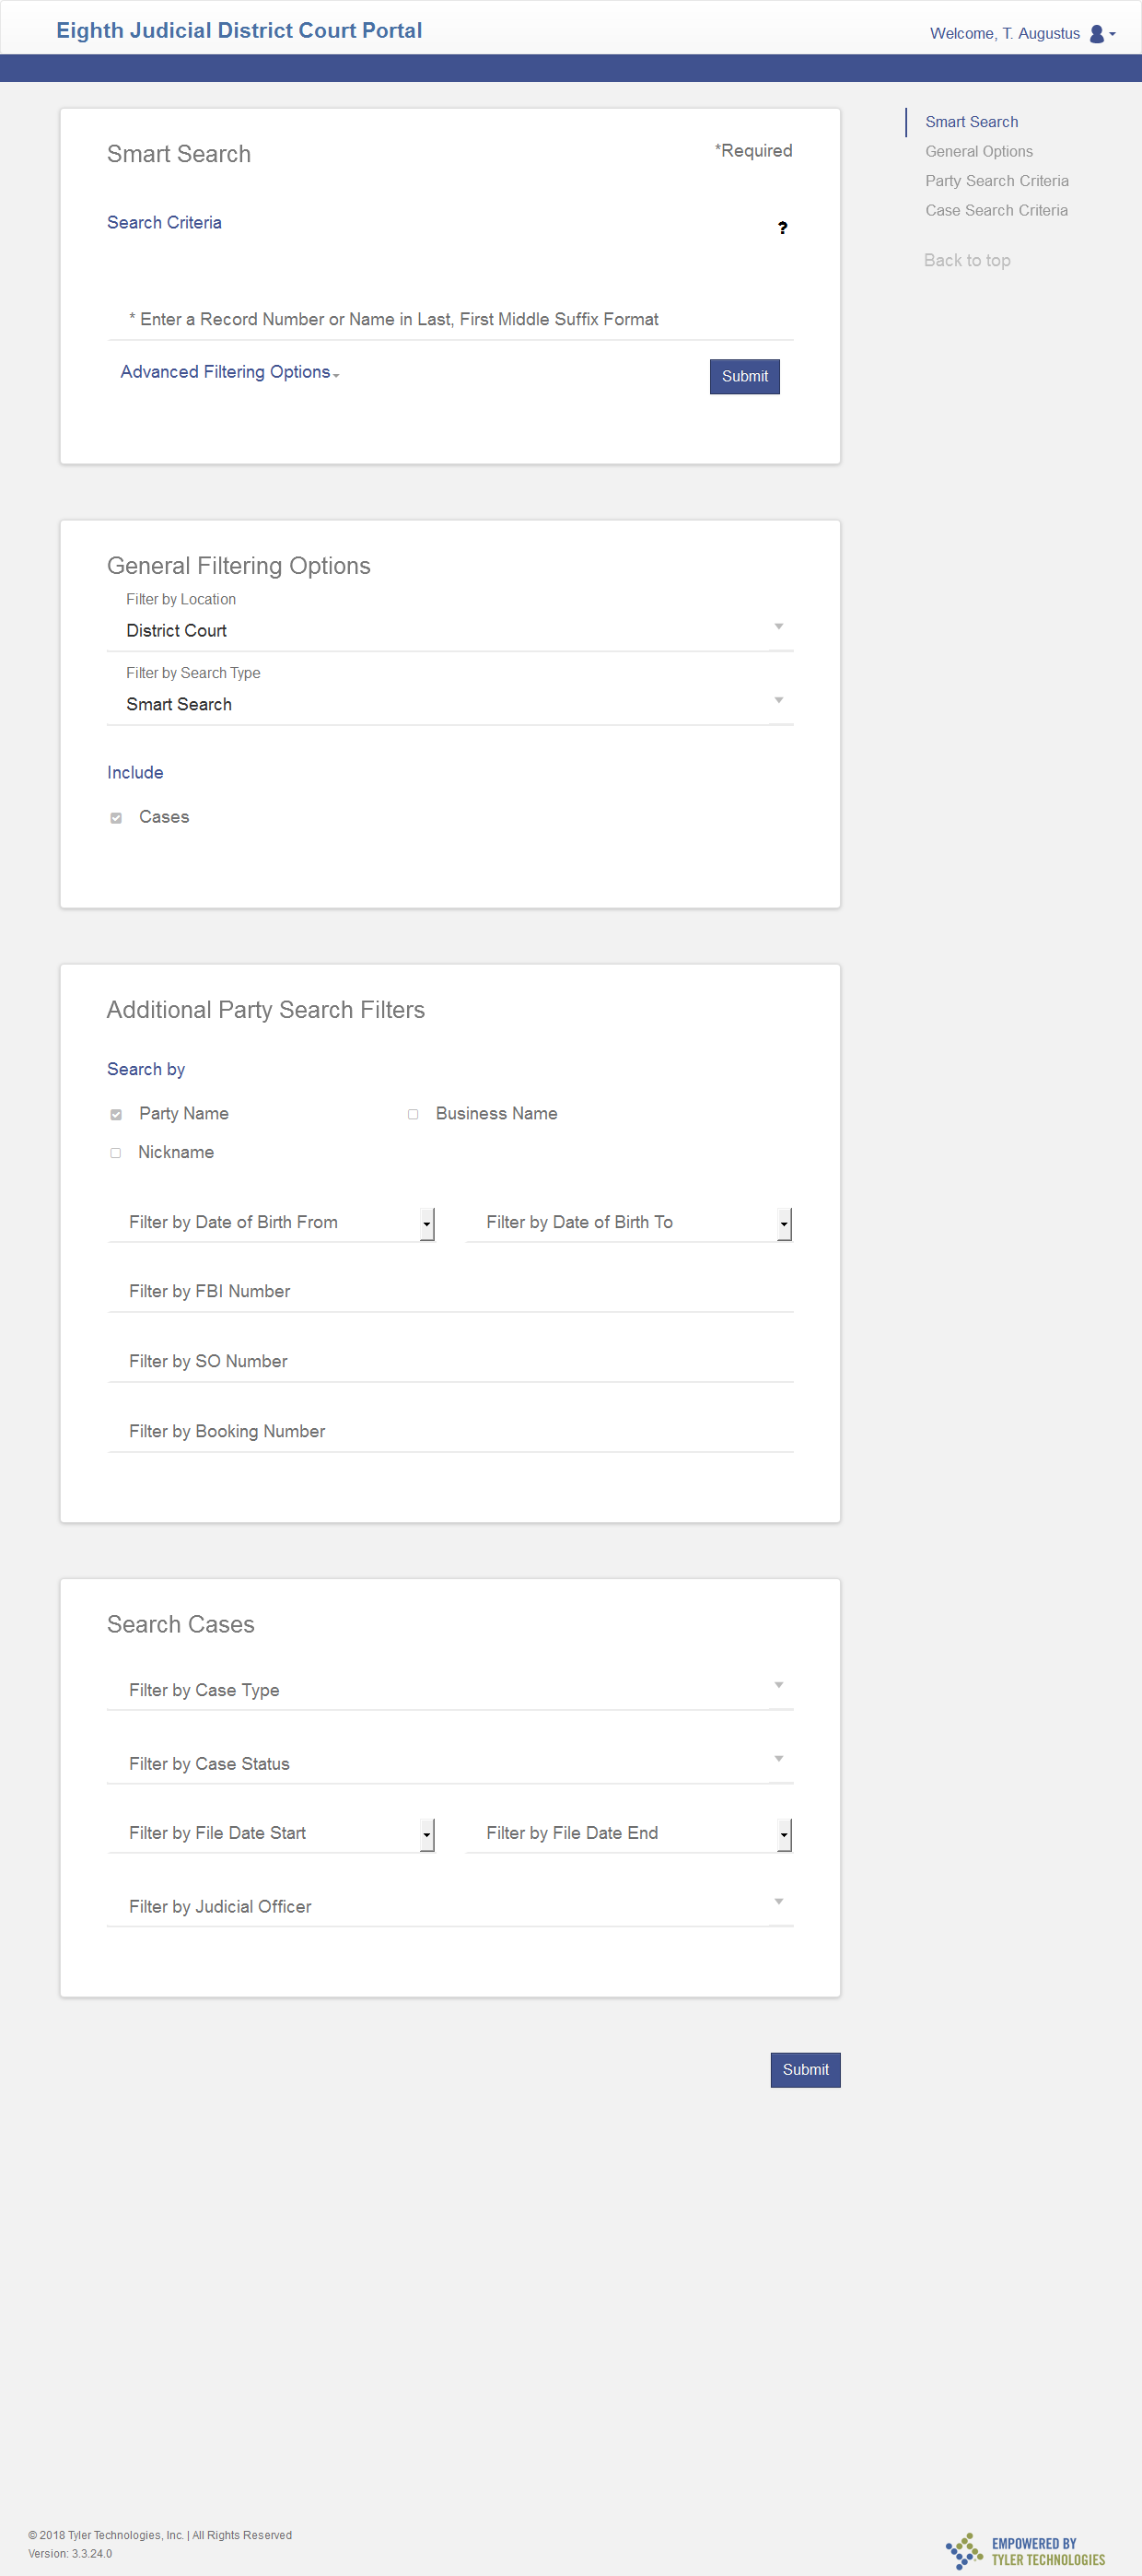 Eighth Judicial District Court Portal
Welcome, T. Augustus
Smart Search
*Required
Search Criteria
?
* Enter a Record Number or Name in Last, First Middle Suffix Format
Advanced Filtering Options
Submit
Smart Search
General Options
Party Search Criteria
Case Search Criteria
Back to top
General Filtering Options
Filter by Location
District Court
Filter by Search Type
Smart Search
Include
Cases
Additional Party Search Filters
Search by
Party Name
Business Name
Nickname
Filter by Date of Birth From
Filter by Date of Birth To
Filter by FBI Number
Filter by SO Number
Filter by Booking Number
Search Cases
Filter by Case Type
Filter by Case Status
Filter by File Date Start
Filter by File Date End
Filter by Judicial Officer
Submit
© 2018 Tyler Technologies, Inc. | All Rights Reserved
Version: 3.3.24.0
EMPOWERED BY
TYLER TECHNOLOGIES